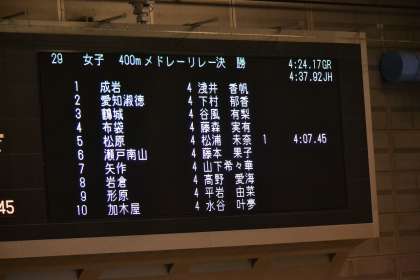 29 女子 400mメドレーリレー決 勝 4:24.17GR
4:37.92JH
1 成岩 4 浅井 香帆
2 愛知淑徳 4 下村 郁香
3 鶴城 4 谷風 有梨
4 布袋 4 藤森 実有
5 松原 4 松浦 未奈 1 4:07.45
6 瀬戸南山 4 藤本 果子
7 矢作 4 山下希々華
8 岩倉 4 高野 愛海
9 形原 4 平岩 由菜
10 加木屋 4 水谷 叶夢
45